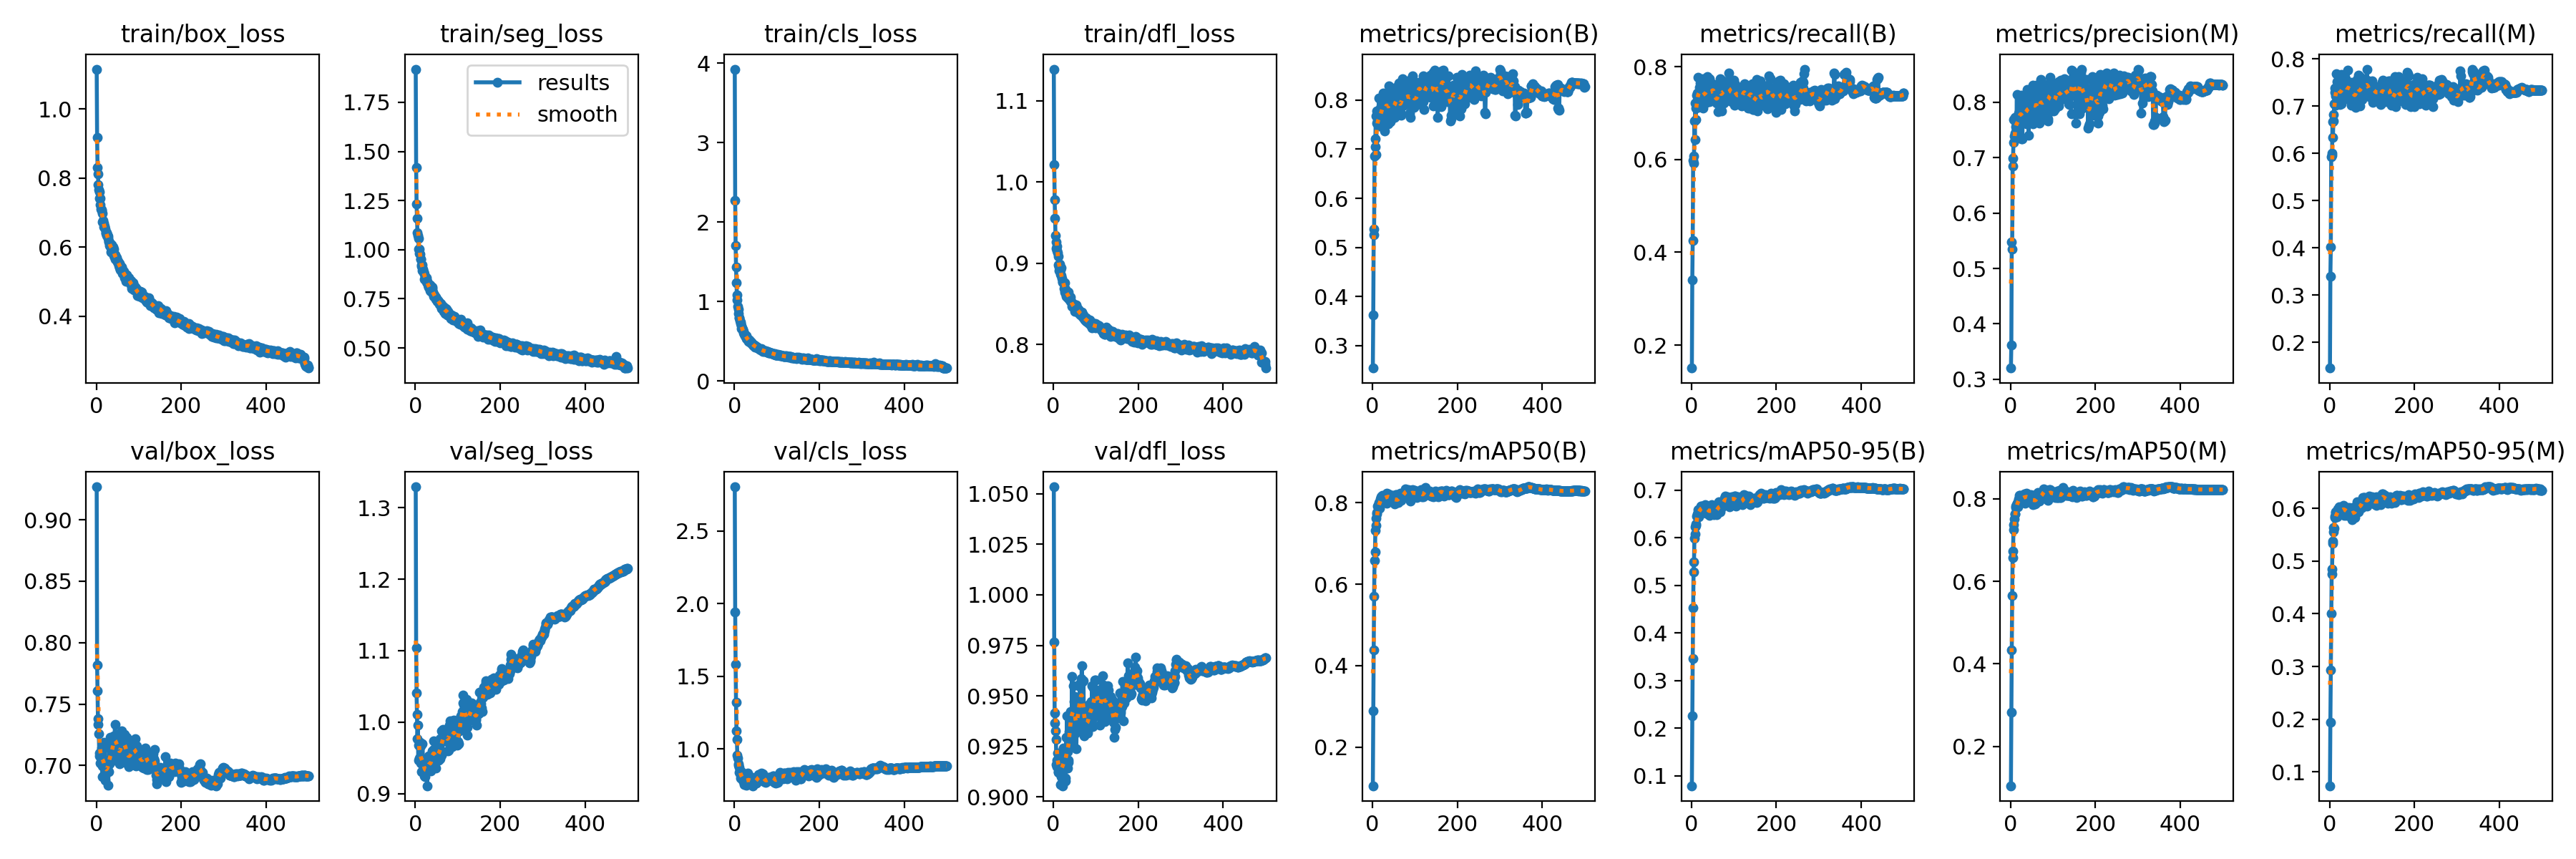 train/box_loss
train/seg_loss
train/cls_loss
train/dfl_loss
metrics/precision(B)
metrics/recall(B)
metrics/precision(M)
metrics/recall(M)
1.0
0.8
0.6
0.4
0 200 400
1.75
1.50
1.25
1.00
0.75
0.50
results
smooth
0 200 400
4
3
2
1
0
0 200 400
1.1
1.0
0.9
0.8
0 200 400
0.8
0.7
0.6
0.5
0.4
0.3
0 200 400
0.8
0.6
0.4
0.2
0 200 400
0.8
0.7
0.6
0.5
0.4
0.3
0 200 400
0.8
0.7
0.6
0.5
0.4
0.3
0.2
0 200 400
val/box_loss
val/seg_loss
val/cls_loss
val/dfl_loss
metrics/mAP50(B)
metrics/mAP50-95(B)
metrics/mAP50(M)
metrics/mAP50-95(M)
0.90
0.85
0.80
0.75
0.70
0 200 400
1.3
1.2
1.1
1.0
0.9
0 200 400
2.5
2.0
1.5
1.0
0 200 400
1.050
1.025
1.000
0.975
0.950
0.925
0.900
0 200 400
0.8
0.6
0.4
0.2
0 200 400
0.7
0.6
0.5
0.4
0.3
0.2
0.1
0 200 400
0.8
0.6
0.4
0.2
0 200 400
0.6
0.5
0.4
0.3
0.2
0.1
0 200 400